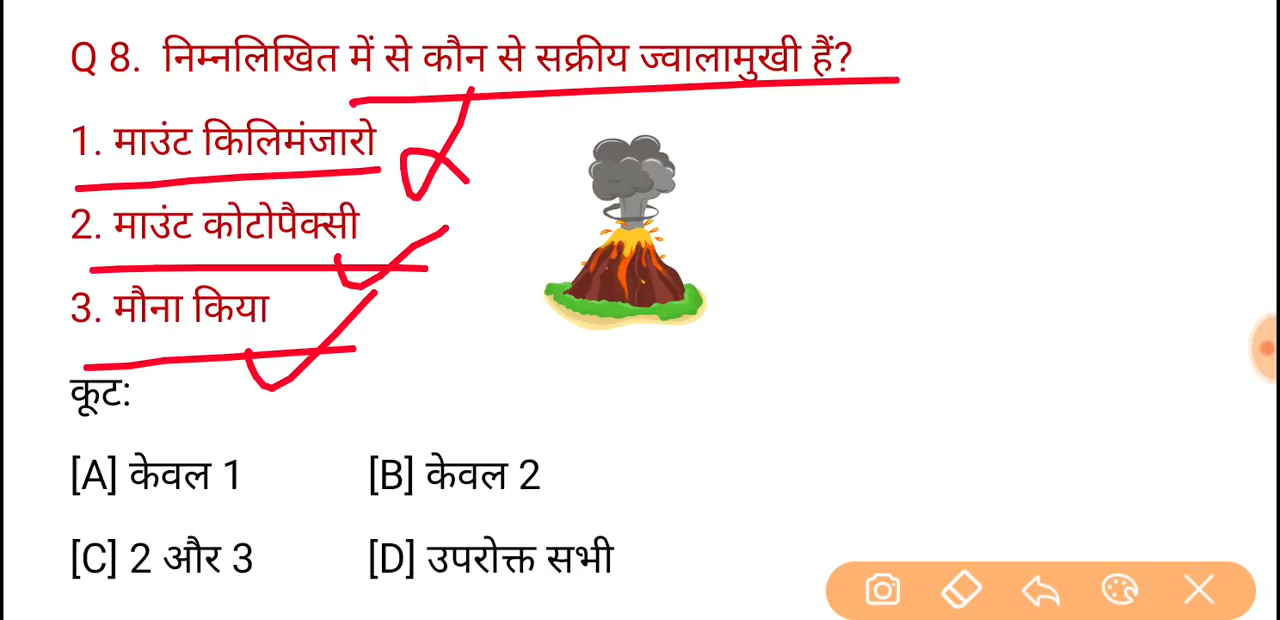 Q 8. निम्नलिखित में से कौन से सक्रीय ज्वालामुखी हैं?
1. माउंट किलिमंजारो
2. माउंट कोटोपैक्सी
3. मौना किया
कूट:
[A] केवल 1 [B] केवल 2
[C] 2 और 3 [D] उपरोक्त सभी